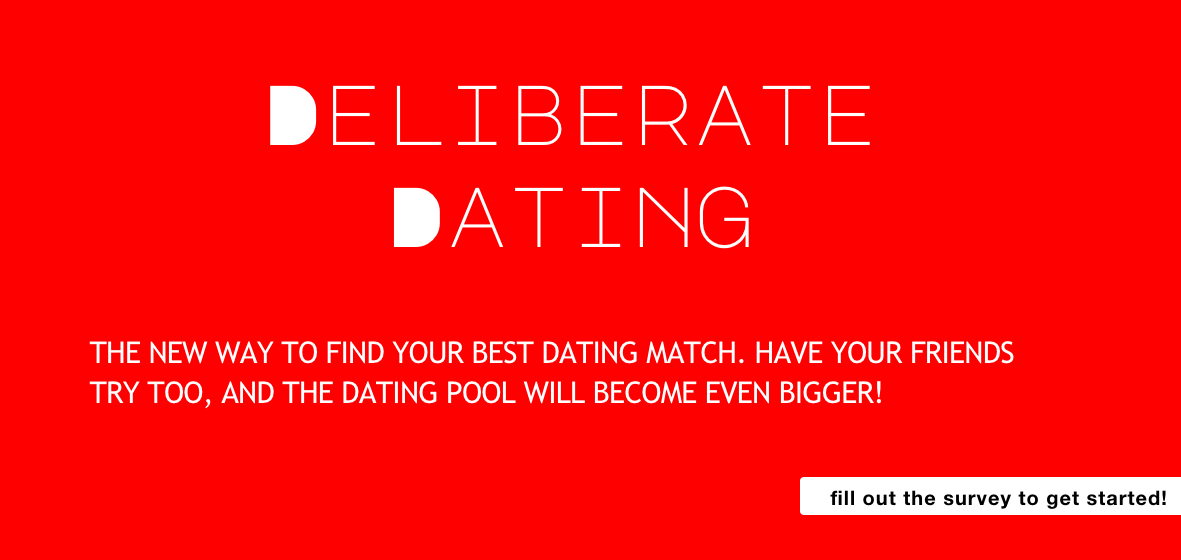 DELIBERATE
DATING
THE NEW WAY TO FIND YOUR BEST DATING MATCH. HAVE YOUR FRIENDS
TRY TOO, AND THE DATING POOL WILL BECOME EVEN BIGGER!
fill out the survey to get started!